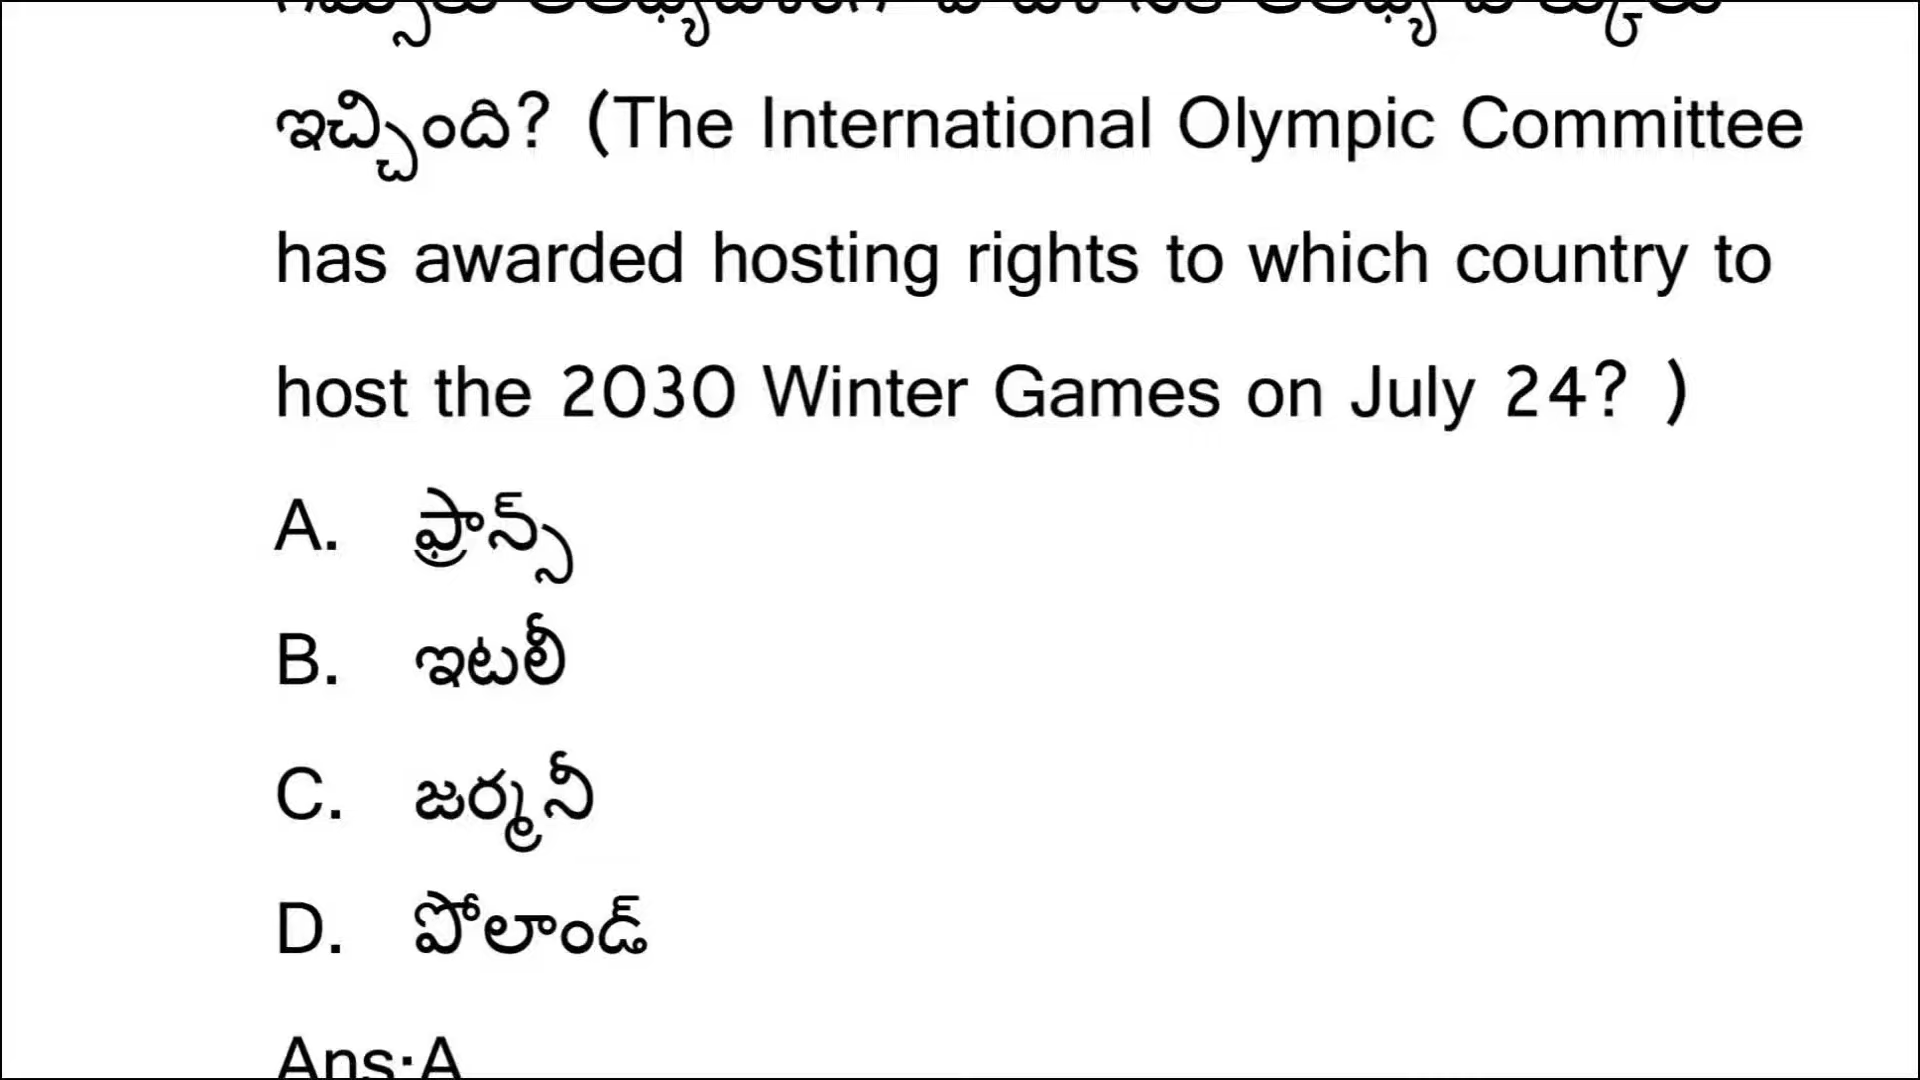 ఇచ్చింది? (The International Olympic Committee
has awarded hosting rights to which country to
host the 2030 Winter Games on July 24? )
A. ఫ్రాన్స్
B. ఇటలీ
C. జర్మనీ
D. పోలాండ్
Ans:A